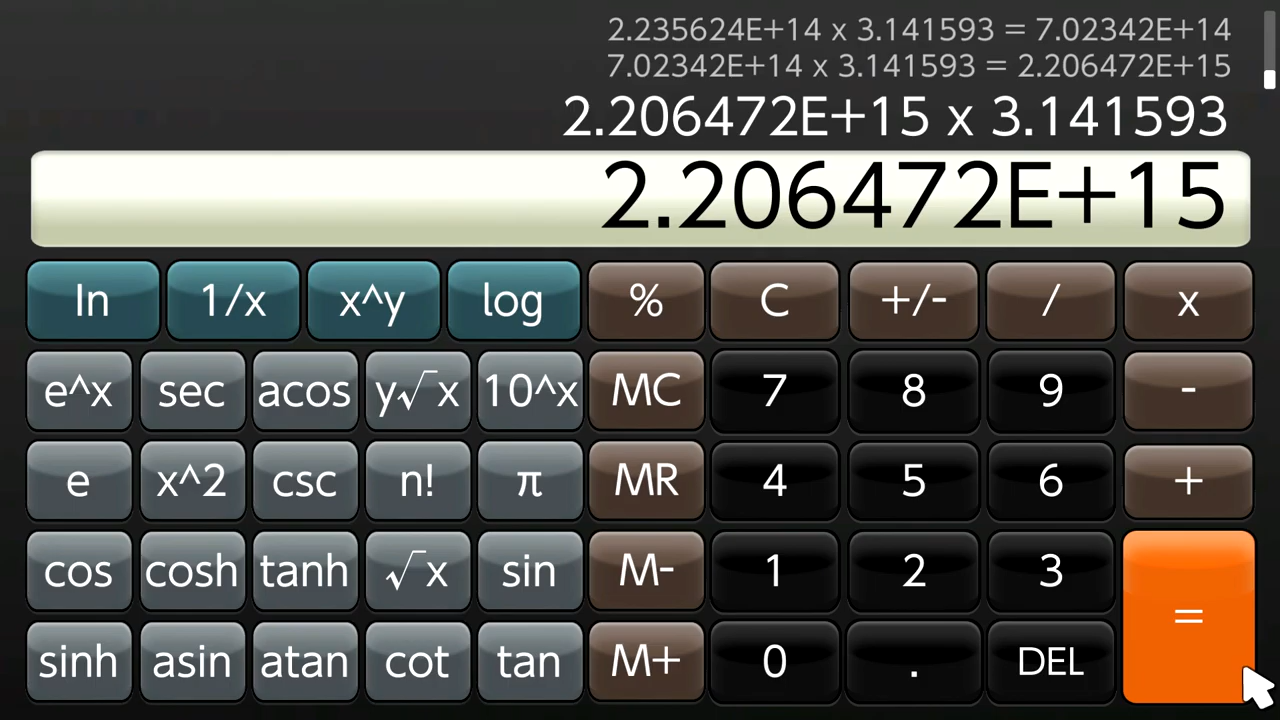 2.235624E+14 x 3.141593 = 7.02342E+14
7.02342E+14 x 3.141593 = 2.206472E+15
2.206472E+15 x 3.141593
2.206472E+15
ln 1/x x^y log % C +/- / x
e^x sec acos y√x 10^x MC 7 8 9 -
e x^2 csc n! π MR 4 5 6 +
cos cosh tanh √x sin M- 1 2 3 =
sinh asin atan cot tan M+ 0 . DEL